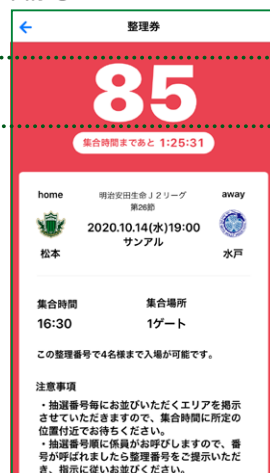 整理券
85
集合時間まであと 1:25:31
home
明治安田生命Ｊ２リーグ
away
第26節
2020.10.14(水)19:00
サンアル
松本
水戸
集合時間
集合場所
16:30
1ゲート
この整理番号で4名様まで入場が可能です。
注意事項
・抽選番号毎にお並びいただくエリアを掲示
させていただきますので、集合時間に所定の
位置付近でお待ちください。
・抽選番号順に係員がお呼びしますので、番
号が呼ばれましたら整理番号をご提示いただ
き、指示に従いお並びください。